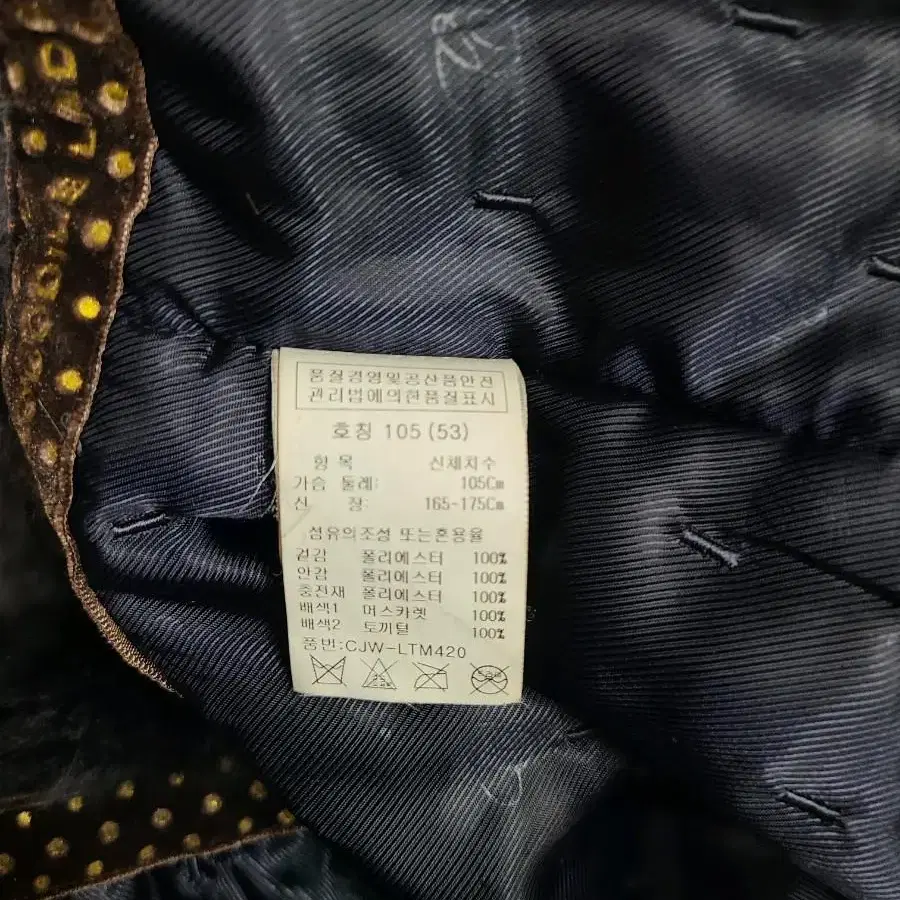 품질경영및공산품안전
관리법에의한품질표시
호칭 105 (53)
항 목 신체치수
가슴 둘레: 105Cm
신 장: 165-175Cm
섬유의조성 또는혼용율
겉감 폴리에스터 100%
안감 폴리에스터 100%
충전재 폴리에스터 100%
배색1 머스카렛 100%
배색2 토끼털 100%
품번:CJW-LTM420